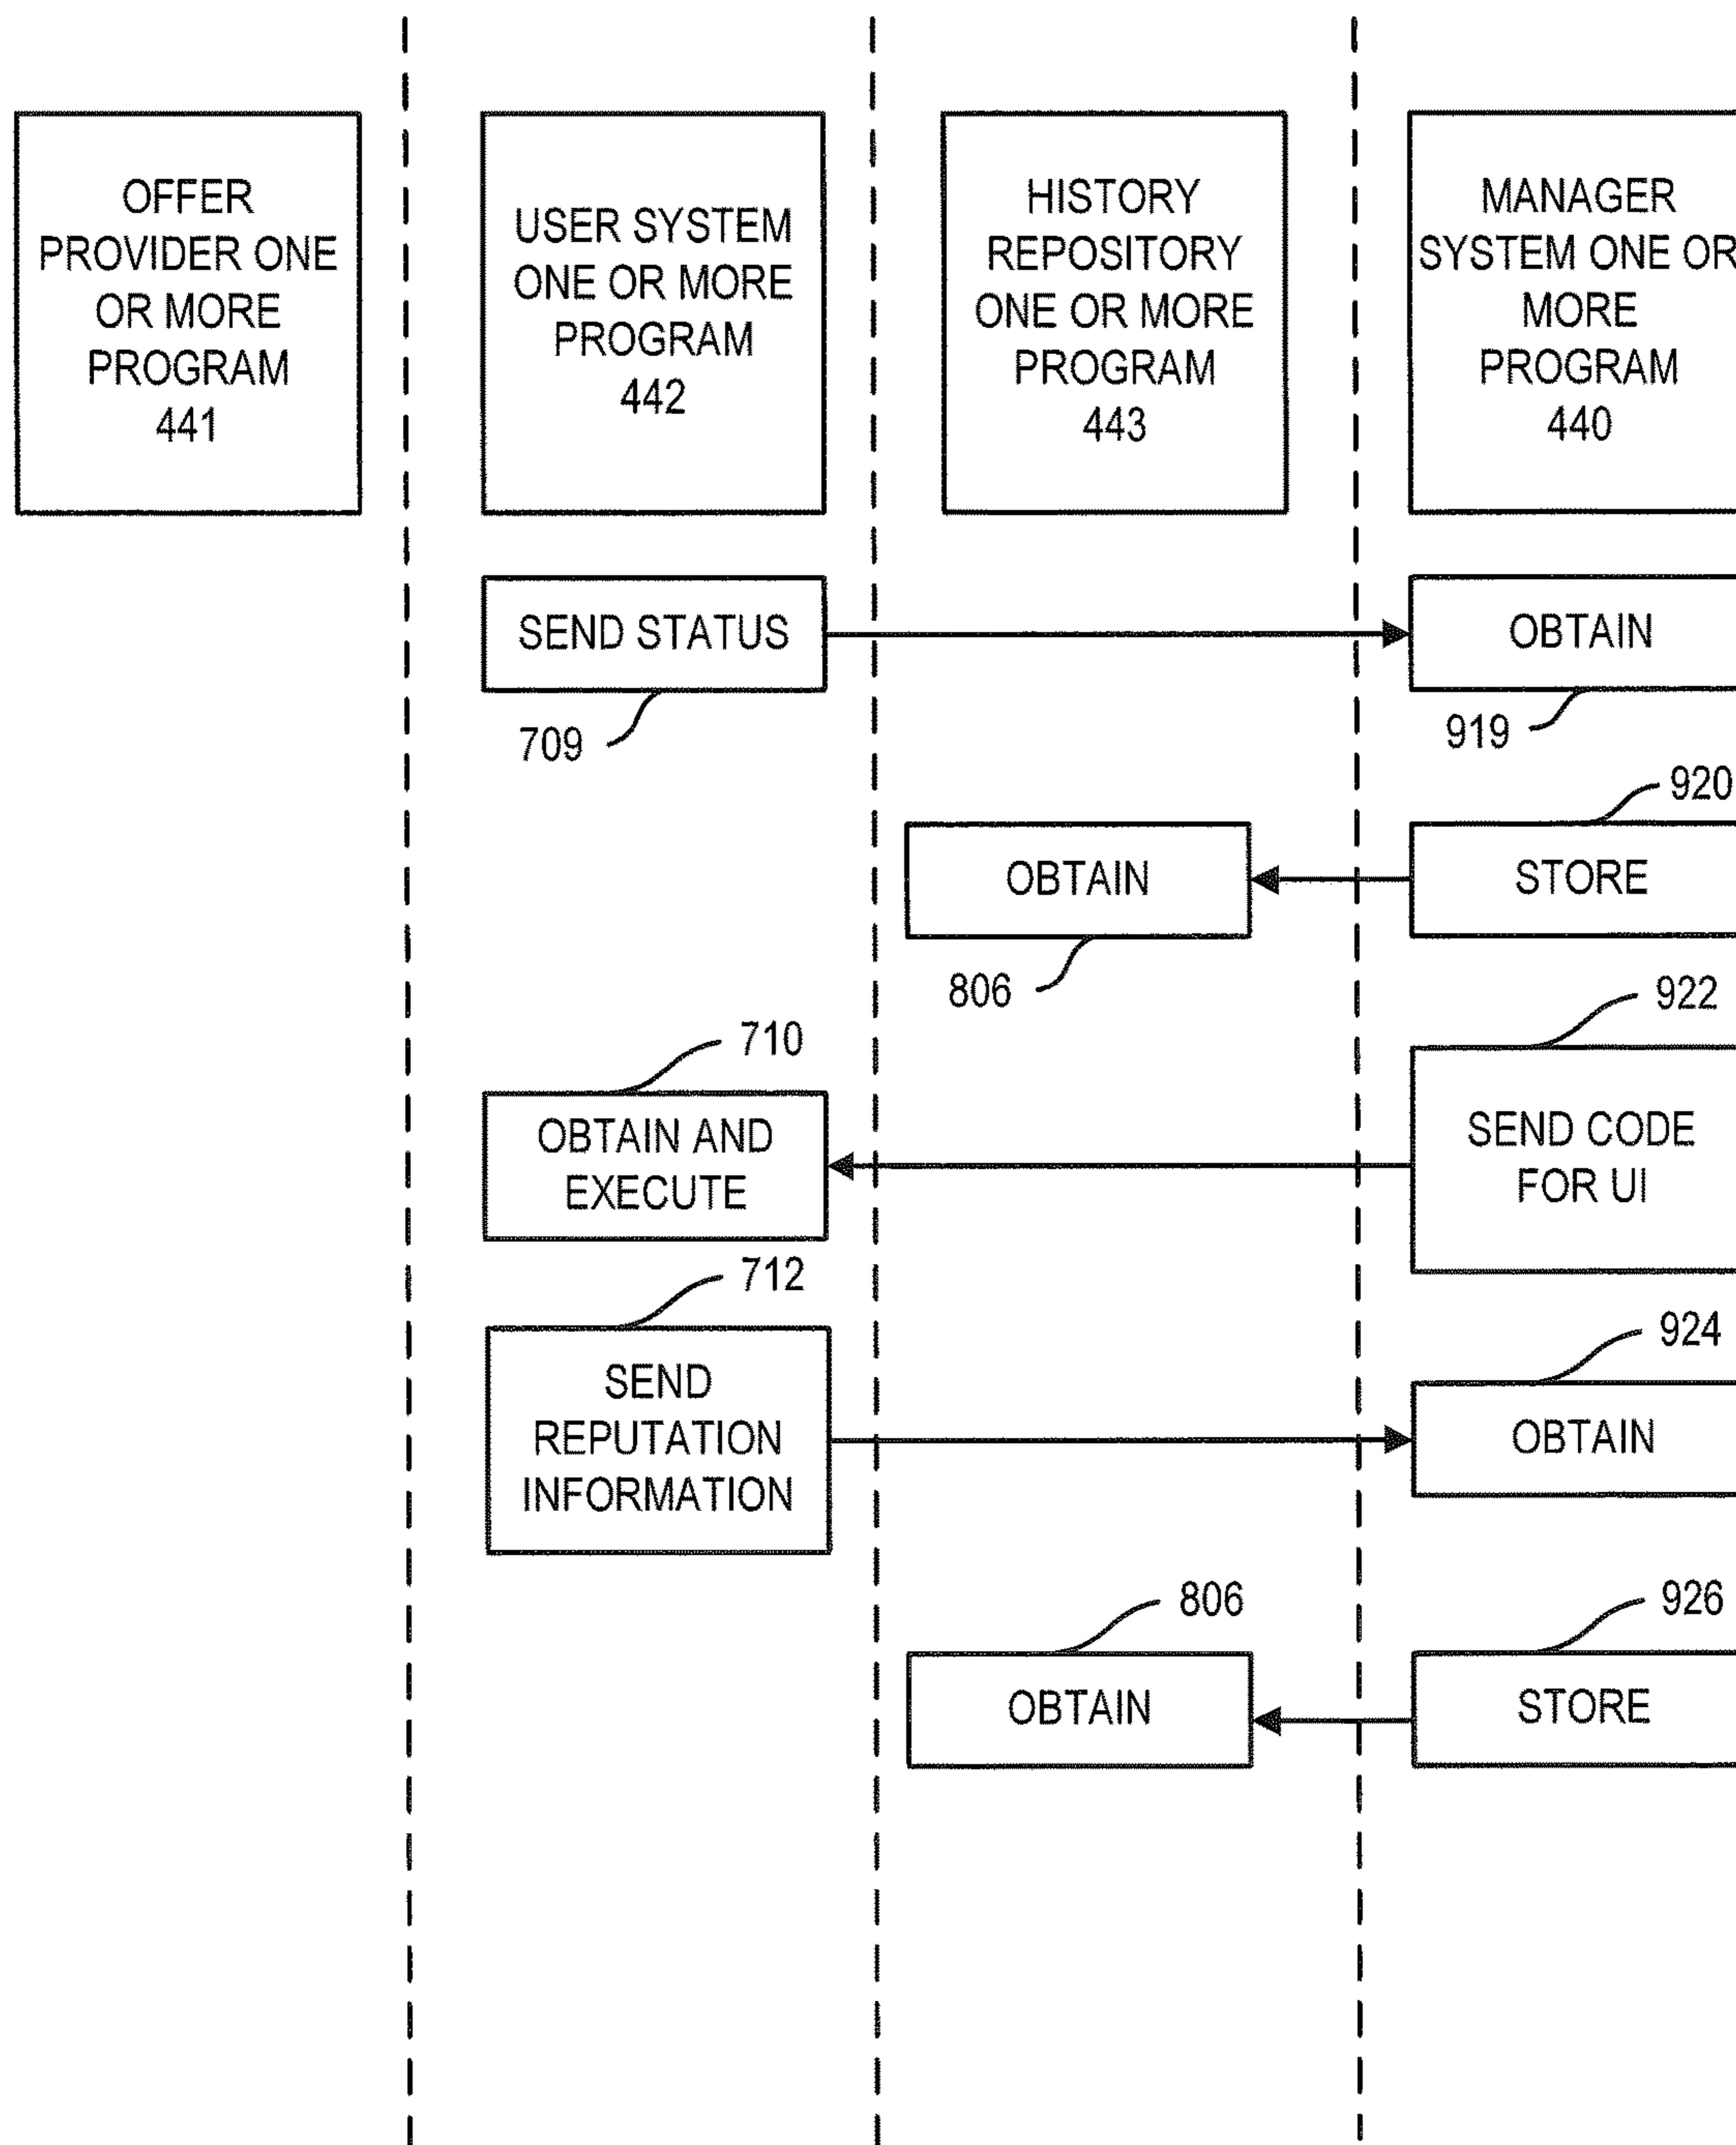 OFFER
PROVIDER ONE
OR MORE
PROGRAM
441
USER SYSTEM
ONE OR MORE
PROGRAM
442
HISTORY
REPOSITORY
ONE OR MORE
PROGRAM
443
MANAGER
SYSTEM ONE OR
MORE
PROGRAM
440
SEND STATUS
709
OBTAIN
919
920
OBTAIN
806
STORE
922
710
OBTAIN AND
EXECUTE
SEND CODE
FOR UI
712
SEND
REPUTATION
INFORMATION
924
OBTAIN
806
OBTAIN
926
STORE